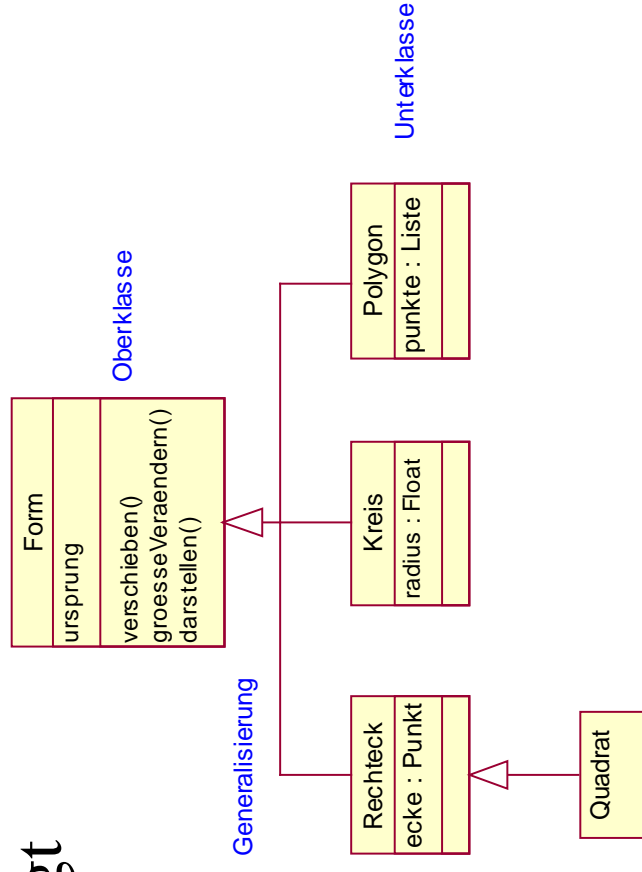 Form
ursprung
verschieben()
groesseVeraendern()
darstellen()
Oberklasse
Generalisierung
Rechteck
ecke : Punkt
Kreis
radius : Float
Polygon
punkte : Liste
Unterklasse
Quadrat